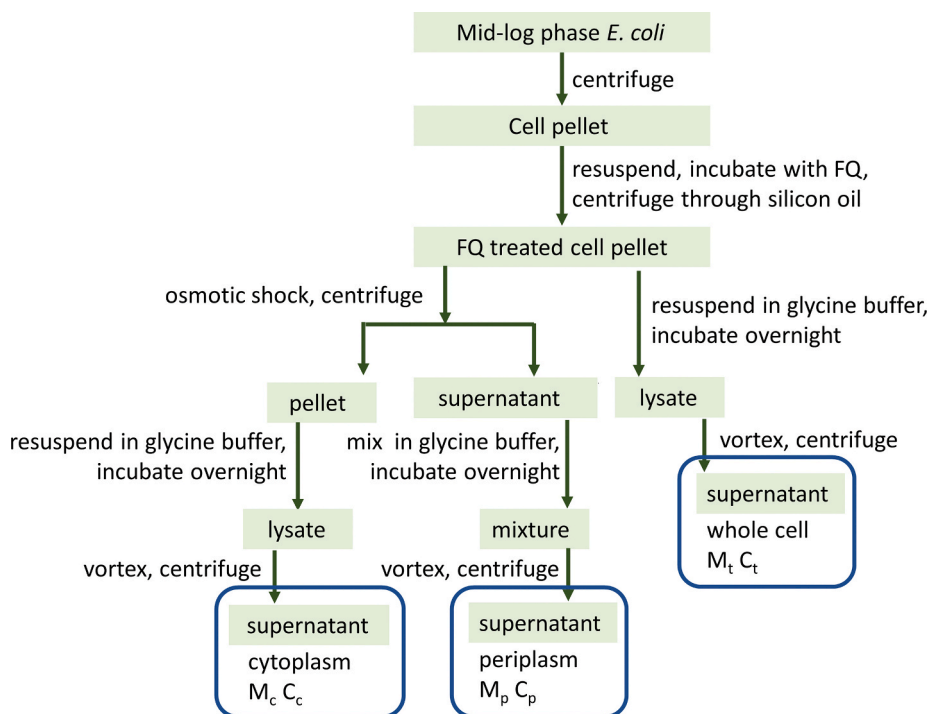 Mid-log phase E. coli
centrifuge
Cell pellet
resuspend, incubate with FQ,
centrifuge through silicon oil
FQ treated cell pellet
osmotic shock, centrifuge
resuspend in glycine buffer,
incubate overnight
pellet
supernatant
lysate
resuspend in glycine buffer,
incubate overnight
mix in glycine buffer,
incubate overnight
vortex, centrifuge
supernatant
whole cell
Mt Ct
lysate
mixture
vortex, centrifuge
vortex, centrifuge
supernatant
cytoplasm
Mc Cc
supernatant
periplasm
Mp Cp